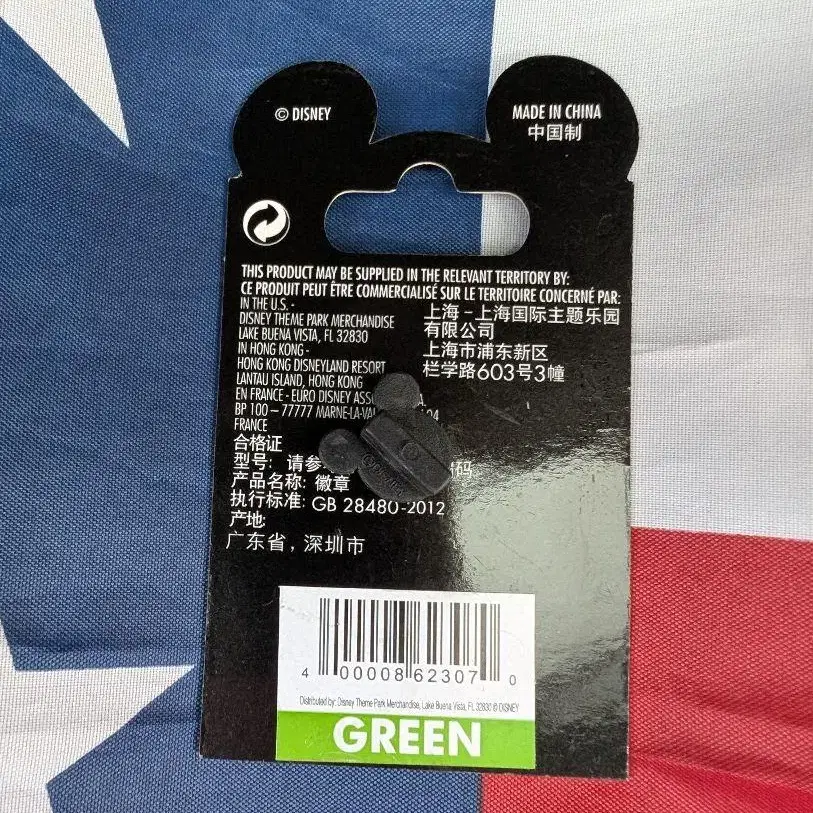 © DISNEY
MADE IN CHINA
中国制
THIS PRODUCT MAY BE SUPPLIED IN THE RELEVANT TERRITORY BY:
CE PRODUIT PEUT ÊTRE COMMERCIALISÉ SUR LE TERRITOIRE CONCERNÉ PAR:
IN THE U.S. -
DISNEY THEME PARK MERCHANDISE
LAKE BUENA VISTA, FL 32830
IN HONG KONG -
HONG KONG DISNEYLAND RESORT
LANTAU ISLAND, HONG KONG
EN FRANCE - EURO DISNEY
BP 100 – 77777
FRANCE
上海 - 上海国际主题乐园
有限公司
上海市浦东新区
栏学路603号3幢
合格证
型号: 请参 码
产品名称: 徽章
执行标准: GB 28480-2012
产地:
广东省, 深圳市
4 00008 62307 0
Distributed by: Disney Theme Park Merchandise, Lake Buena Vista, FL 32830 © DISNEY
GREEN